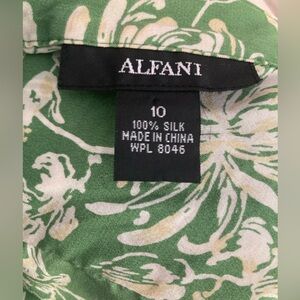 ALFANI
10
100% SILK
MADE IN CHINA
WPL 8046